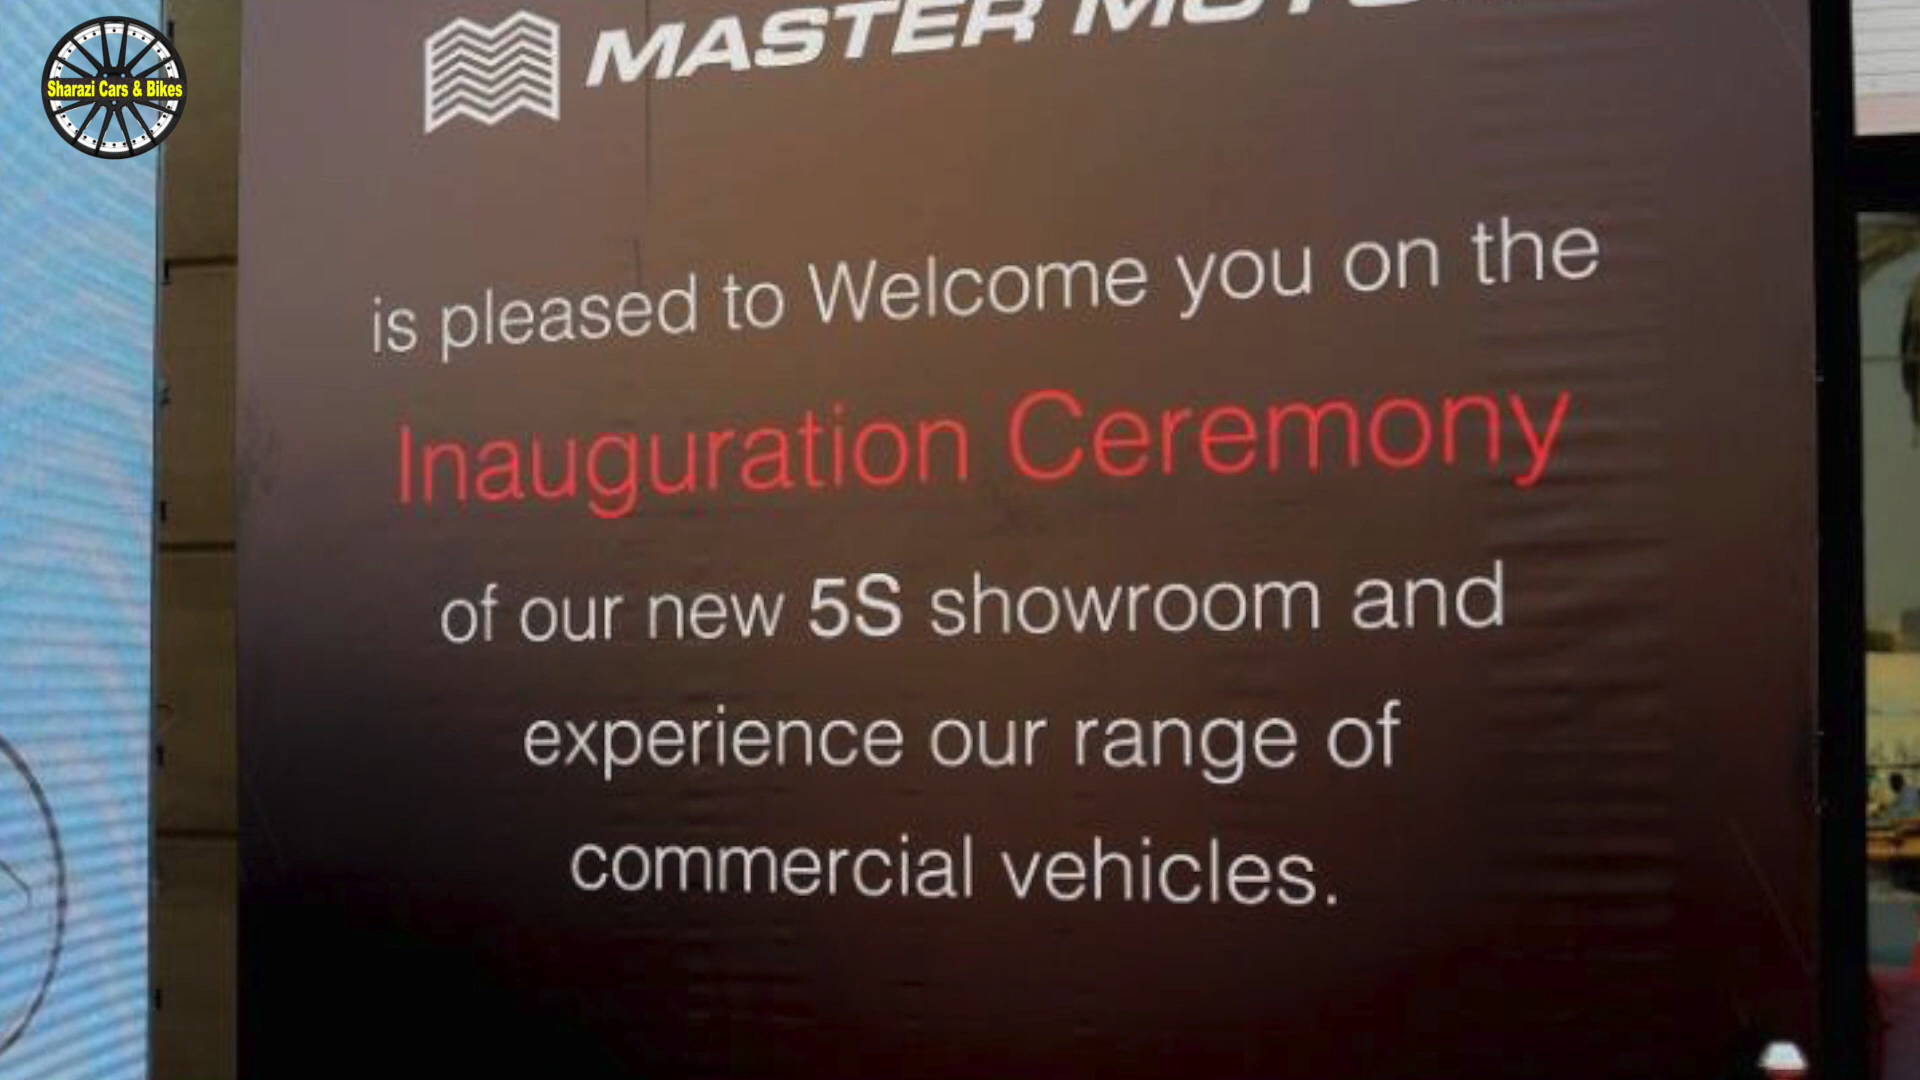 Sharazi Cars & Bikes
MASTER
is pleased to Welcome you on the
Inauguration Ceremony
of our new 5S showroom and
experience our range of
commercial vehicles.